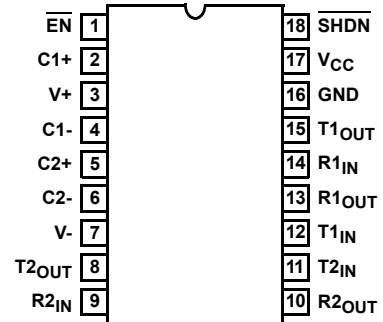 EN 1 18 SHDN
C1+ 2 17 VCC
V+ 3 16 GND
C1- 4 15 T1OUT
C2+ 5 14 R1IN
C2- 6 13 R1OUT
V- 7 12 T1IN
T2OUT 8 11 T2IN
R2IN 9 10 R2OUT